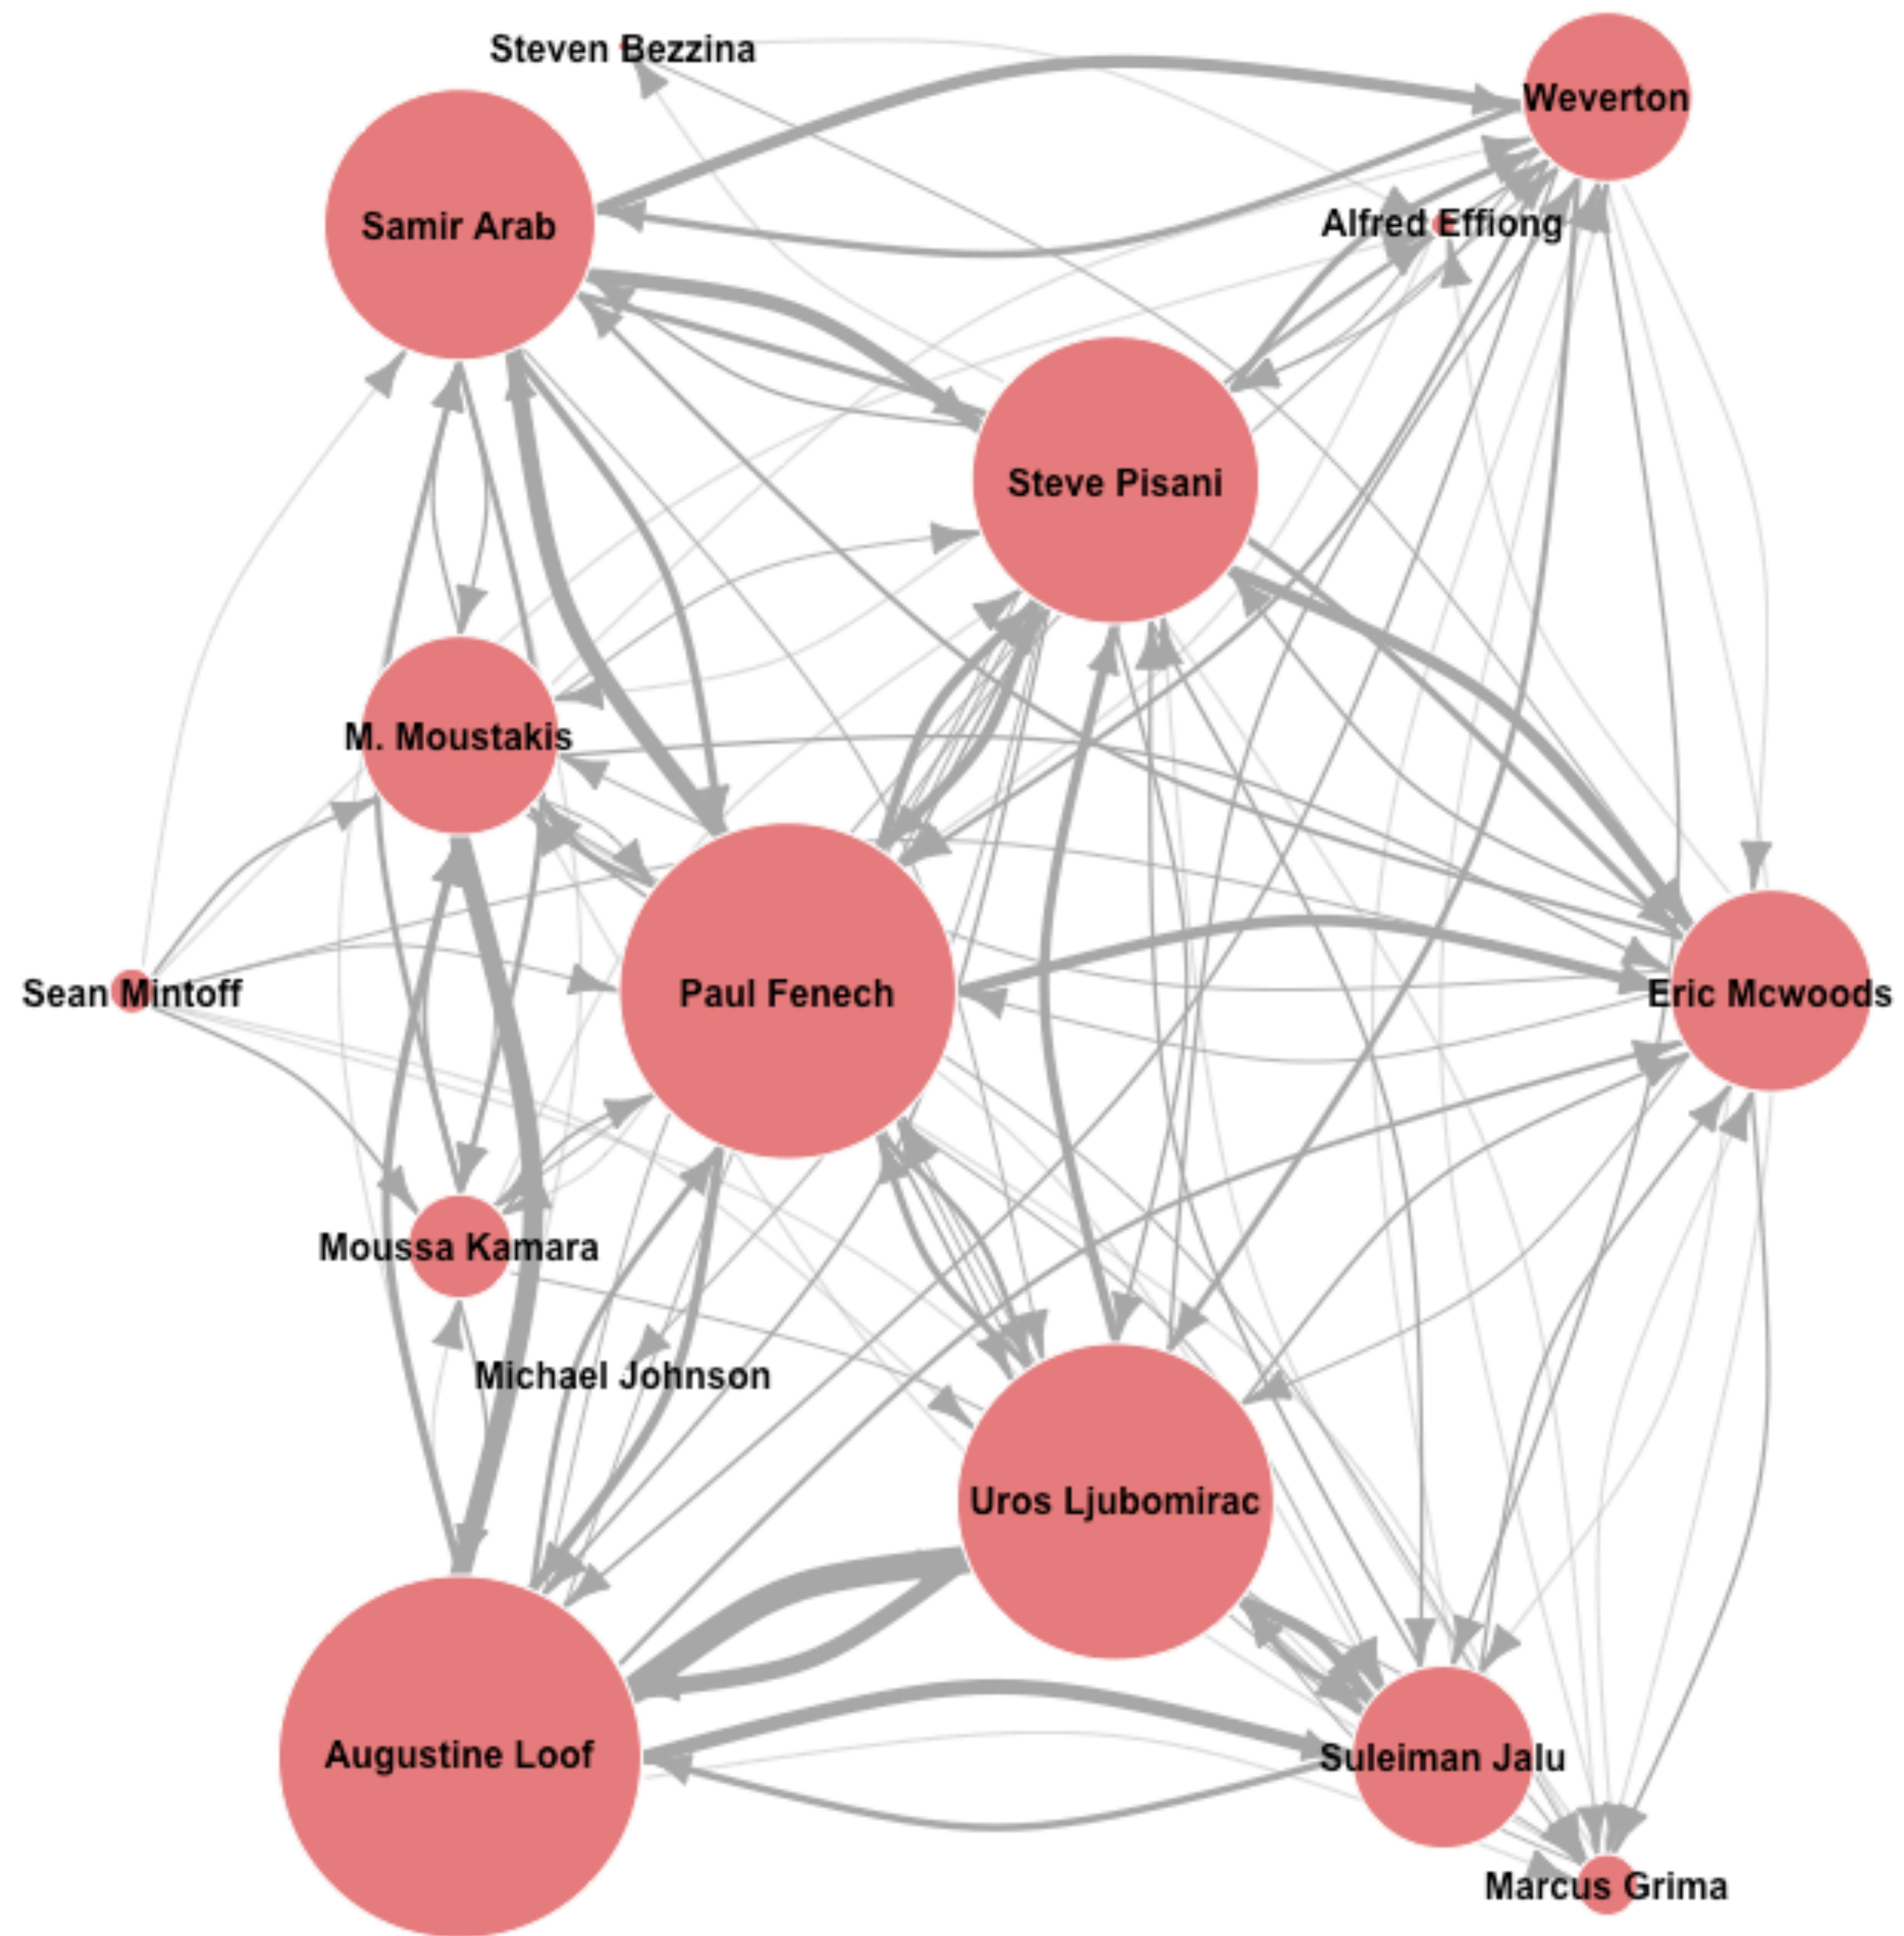 Steven Bezzina
Weverton
Samir Arab
Alfred Effiong
Steve Pisani
M. Moustakis
Sean Mintoff
Paul Fenech
Eric Mcwoods
Moussa Kamara
Michael Johnson
Uros Ljubomirac
Augustine Loof
Suleiman Jalu
Marcus Grima